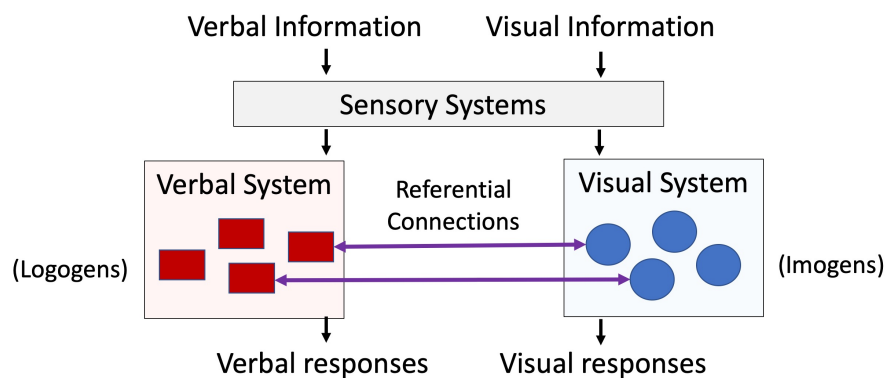 Verbal Information
Visual Information
Sensory Systems
Verbal System
Referential
Connections
Visual System
(Logogens)
(Imogens)
Verbal responses
Visual responses